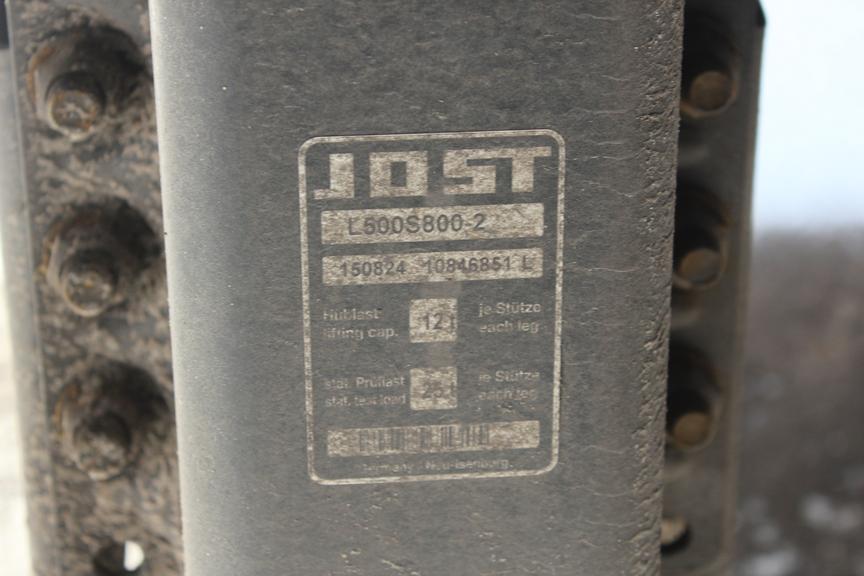 JOST
L500S800-2
150824 10846851 L
Hublast 12 t je Stütze
lifting cap. each leg
stat. Prüflast je Stütze
stat. test load each leg
Germany Neu-Isenburg